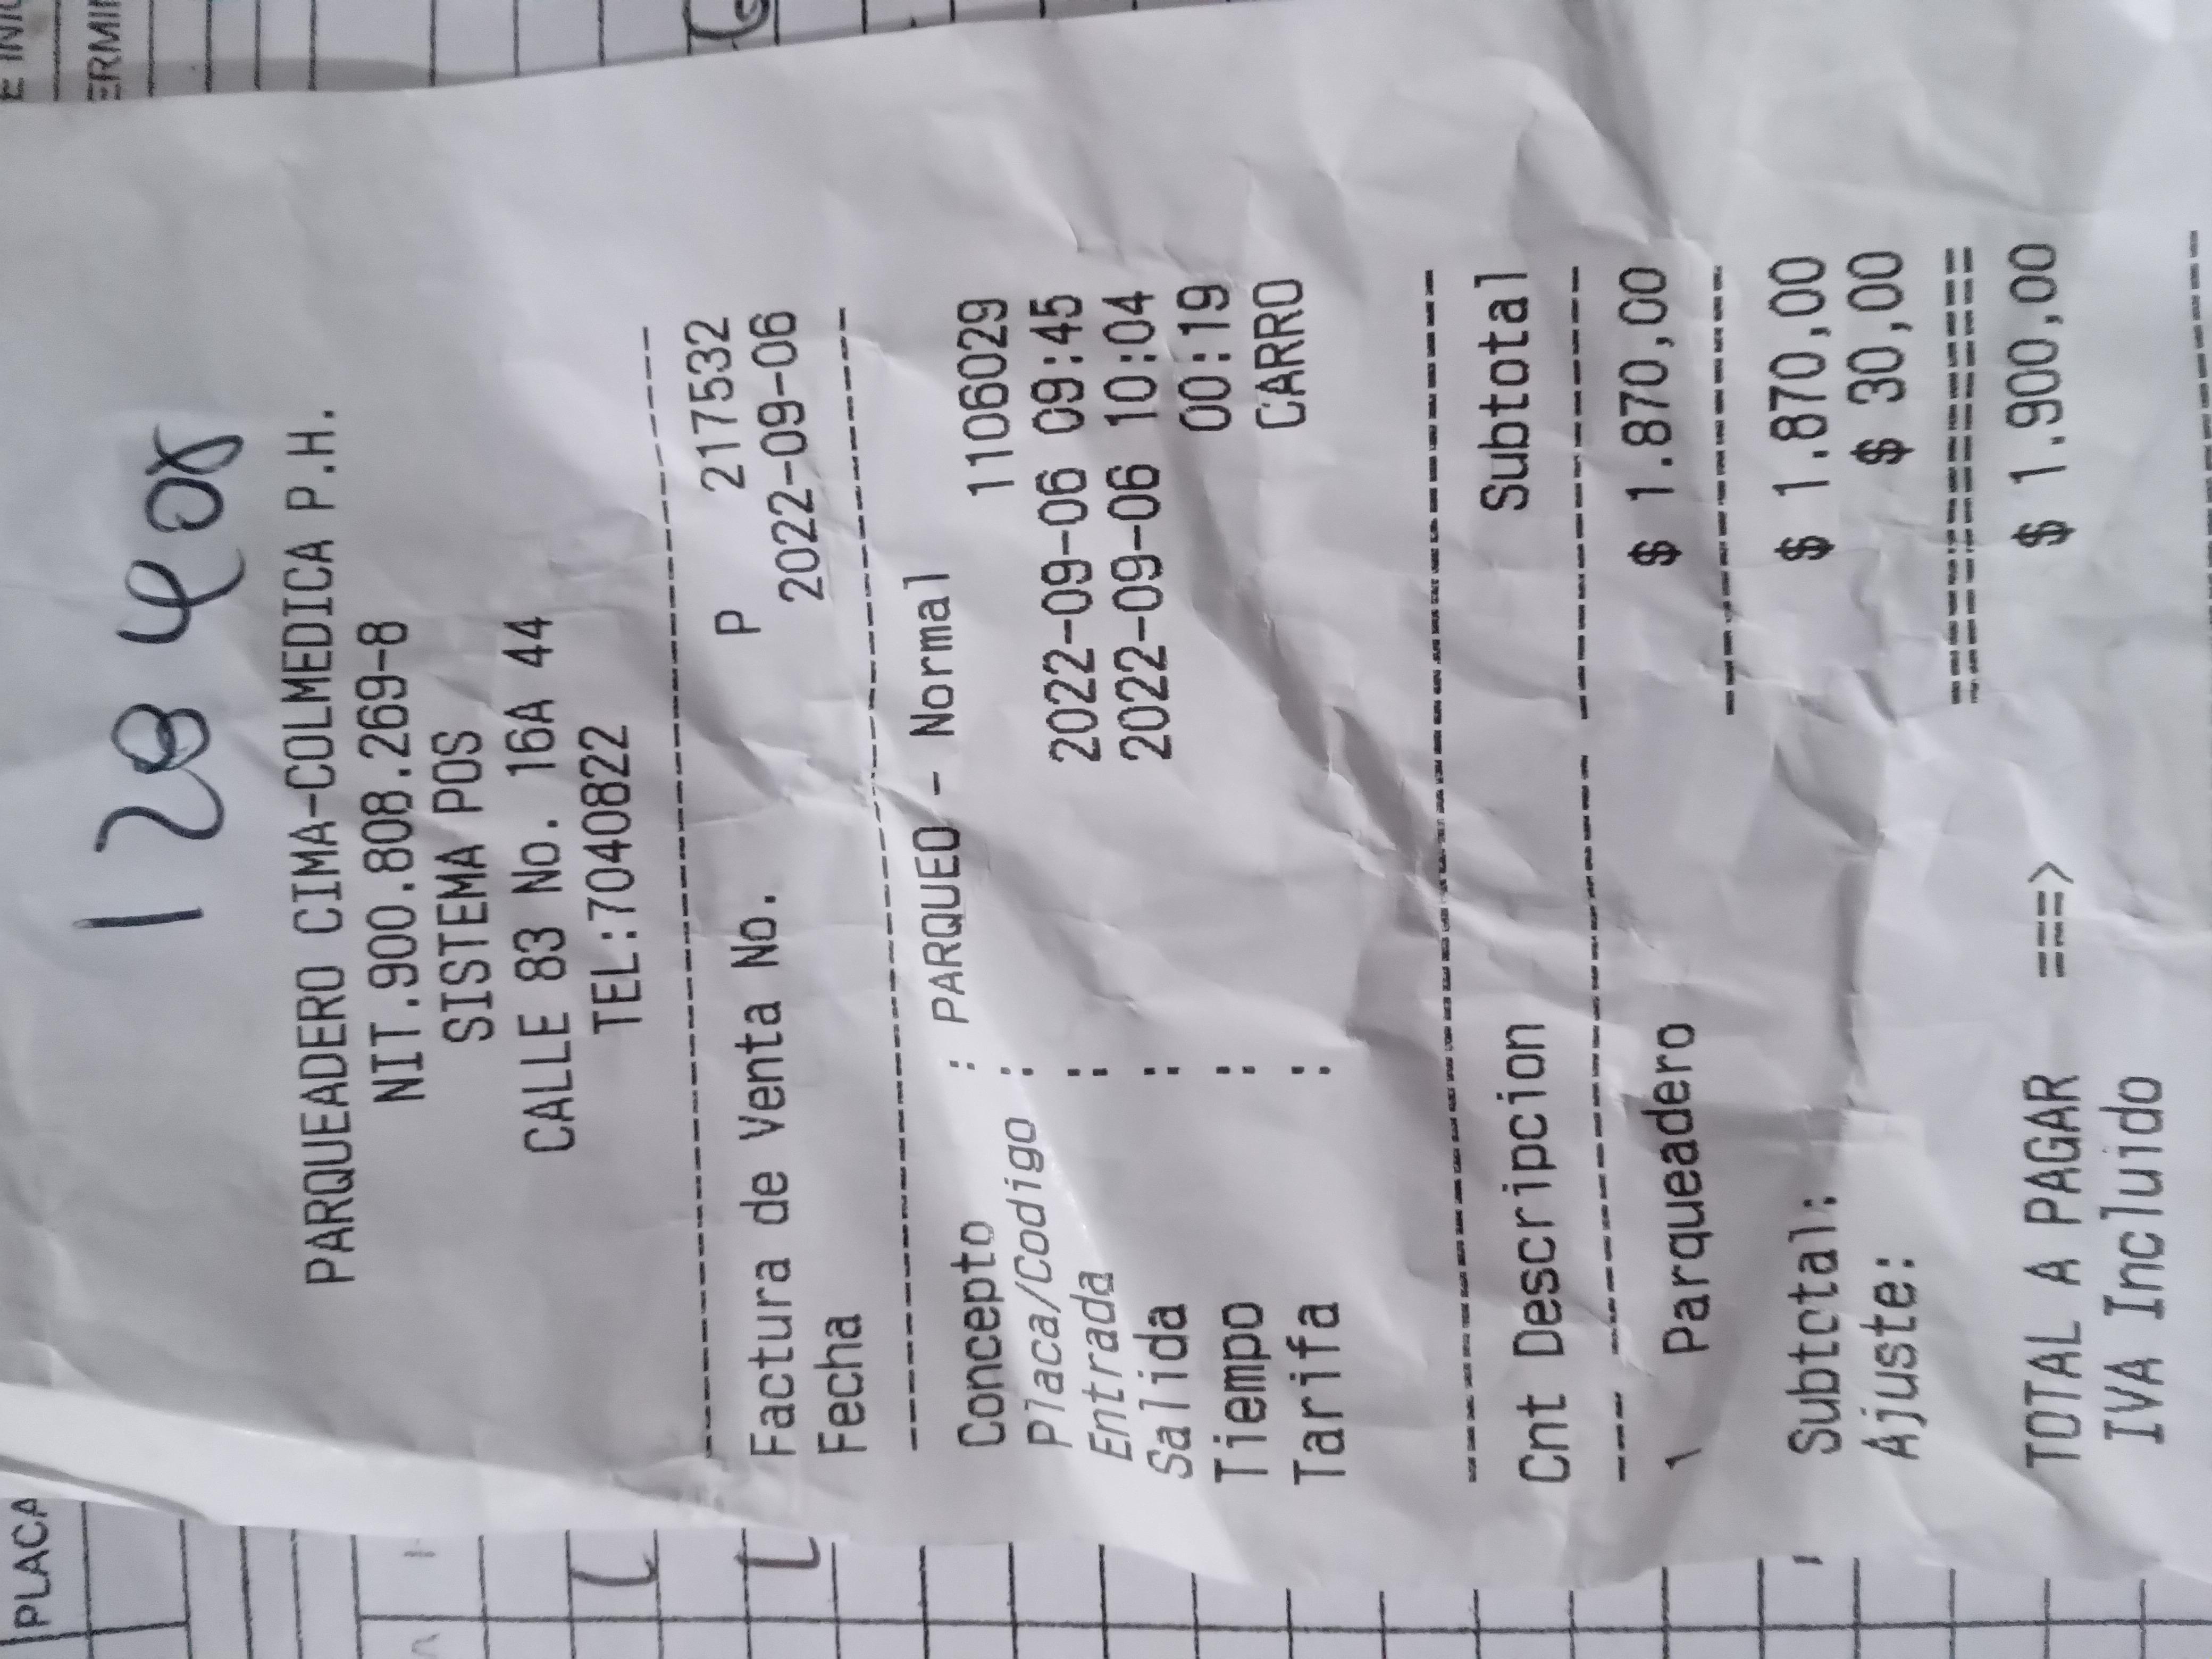 128408
PARQUEADERO CIMA-COLMEDICA P.H.
NIT.900.808.269-8
SISTEMA POS
CALLE 83 No. 16A 44
TEL:7040822
Factura de Venta No. P 217532
Fecha 2022-09-06
Concepto : PARQUEO - Normal
Placa/Codigo : 1106029
Entrada : 2022-09-06 09:45
Salida : 2022-09-06 10:04
Tiempo : 00:19
Tarifa : CARRO
Cnt Descripcion Subtotal
Parqueadero $ 1.870,00
Subtotal: $ 1.870,00
Ajuste: $ 30,00
TOTAL A PAGAR ===> $ 1.900,00
IVA Incluido
PLACA